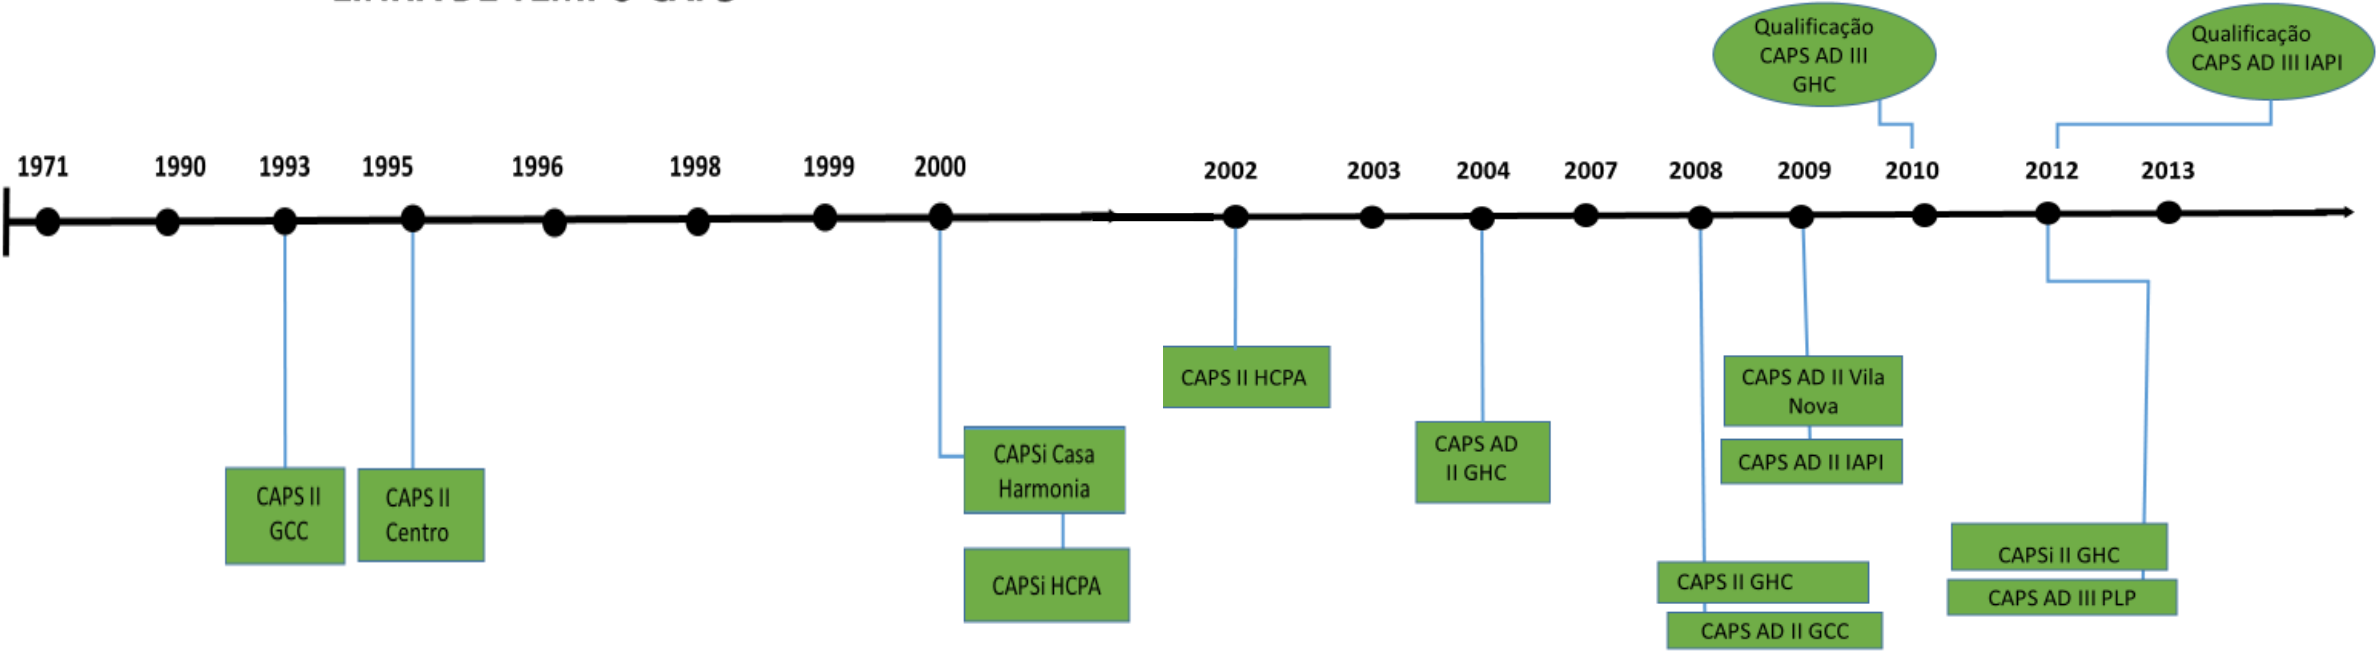 Qualificação
CAPS AD III
GHC
Qualificação
CAPS AD III IAPI
1971 1990 1993 1995 1996 1998 1999 2000 2002 2003 2004 2007 2008 2009 2010 2012 2013
CAPS II
GCC
CAPS II
Centro
CAPSi Casa
Harmonia
CAPSi HCPA
CAPS II HCPA
CAPS AD
II GHC
CAPS II GHC
CAPS AD II GCC
CAPS AD II Vila
Nova
CAPS AD II IAPI
CAPSi II GHC
CAPS AD III PLP